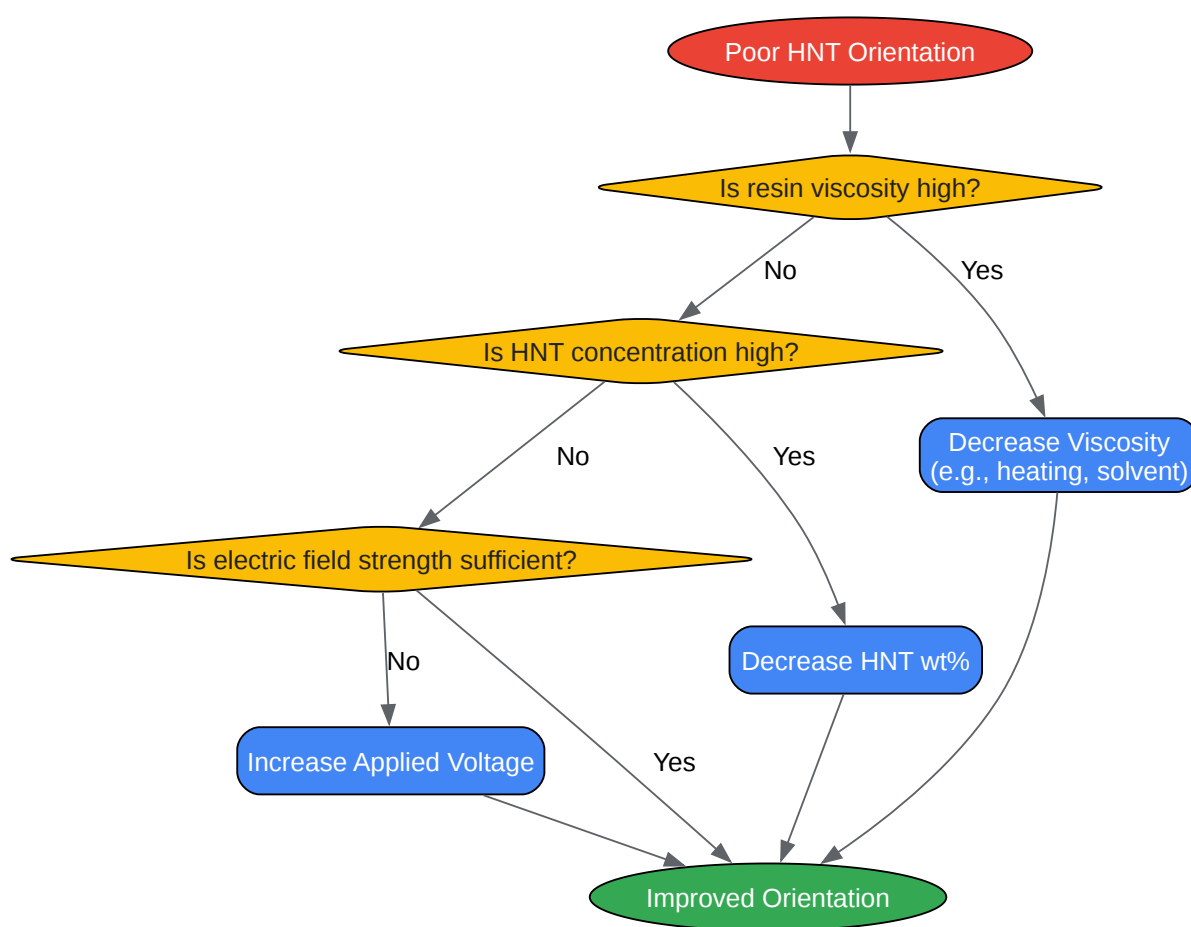 Poor HNT Orientation
Is resin viscosity high?
No
Yes
Is HNT concentration high?
Decrease Viscosity
(e.g., heating, solvent)
No
Yes
Is electric field strength sufficient?
No
Decrease HNT wt%
Increase Applied Voltage
Yes
Improved Orientation